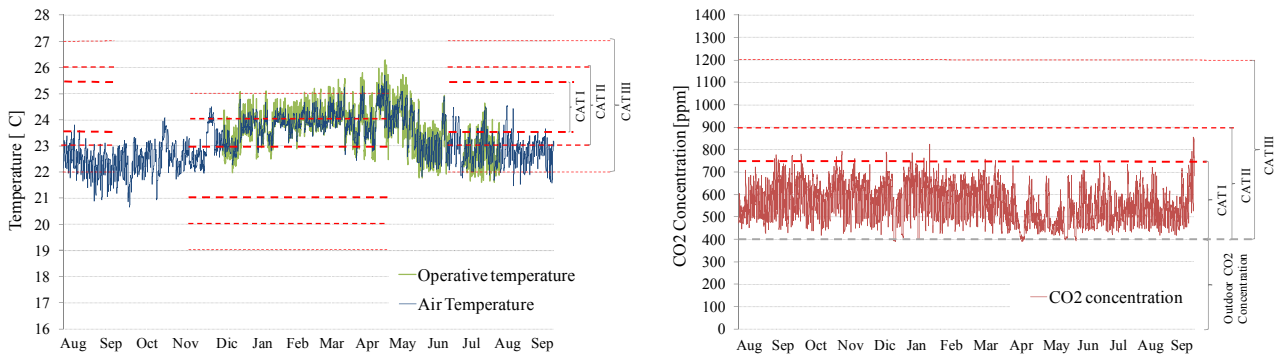 Temperature [ C]
28
27
26
25
24
23
22
21
20
19
18
17
16
Aug Sep Oct Nov Dic Jan Feb Mar Apr May Jun Jul Aug Sep
Operative temperature
Air Temperature
CAT I
CAT II
CAT III
CO2 Concentration [ppm]
1400
1300
1200
1100
1000
900
800
700
600
500
400
300
200
100
0
Aug Sep Oct Nov Dic Jan Feb Mar Apr May Jun Jul Aug Sep
CO2 concentration
CAT I
CAT II
CAT III
Outdoor CO2
Concentration